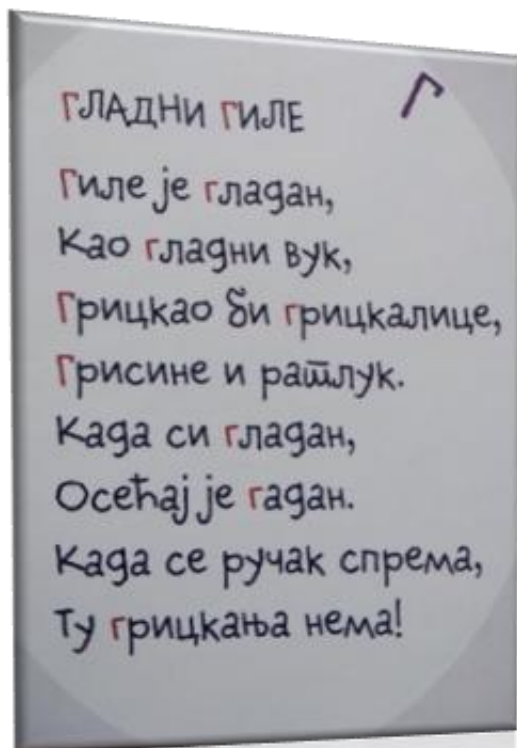 Г
ГЛАДНИ ГИЛЕ
Гиле је гладан,
Као гладни вук,
Грицкао би грицкалице,
Грисине и ратлук.
Када си гладан,
Осећај је гадан.
Када се ручак спрема,
Ту грицкања нема!